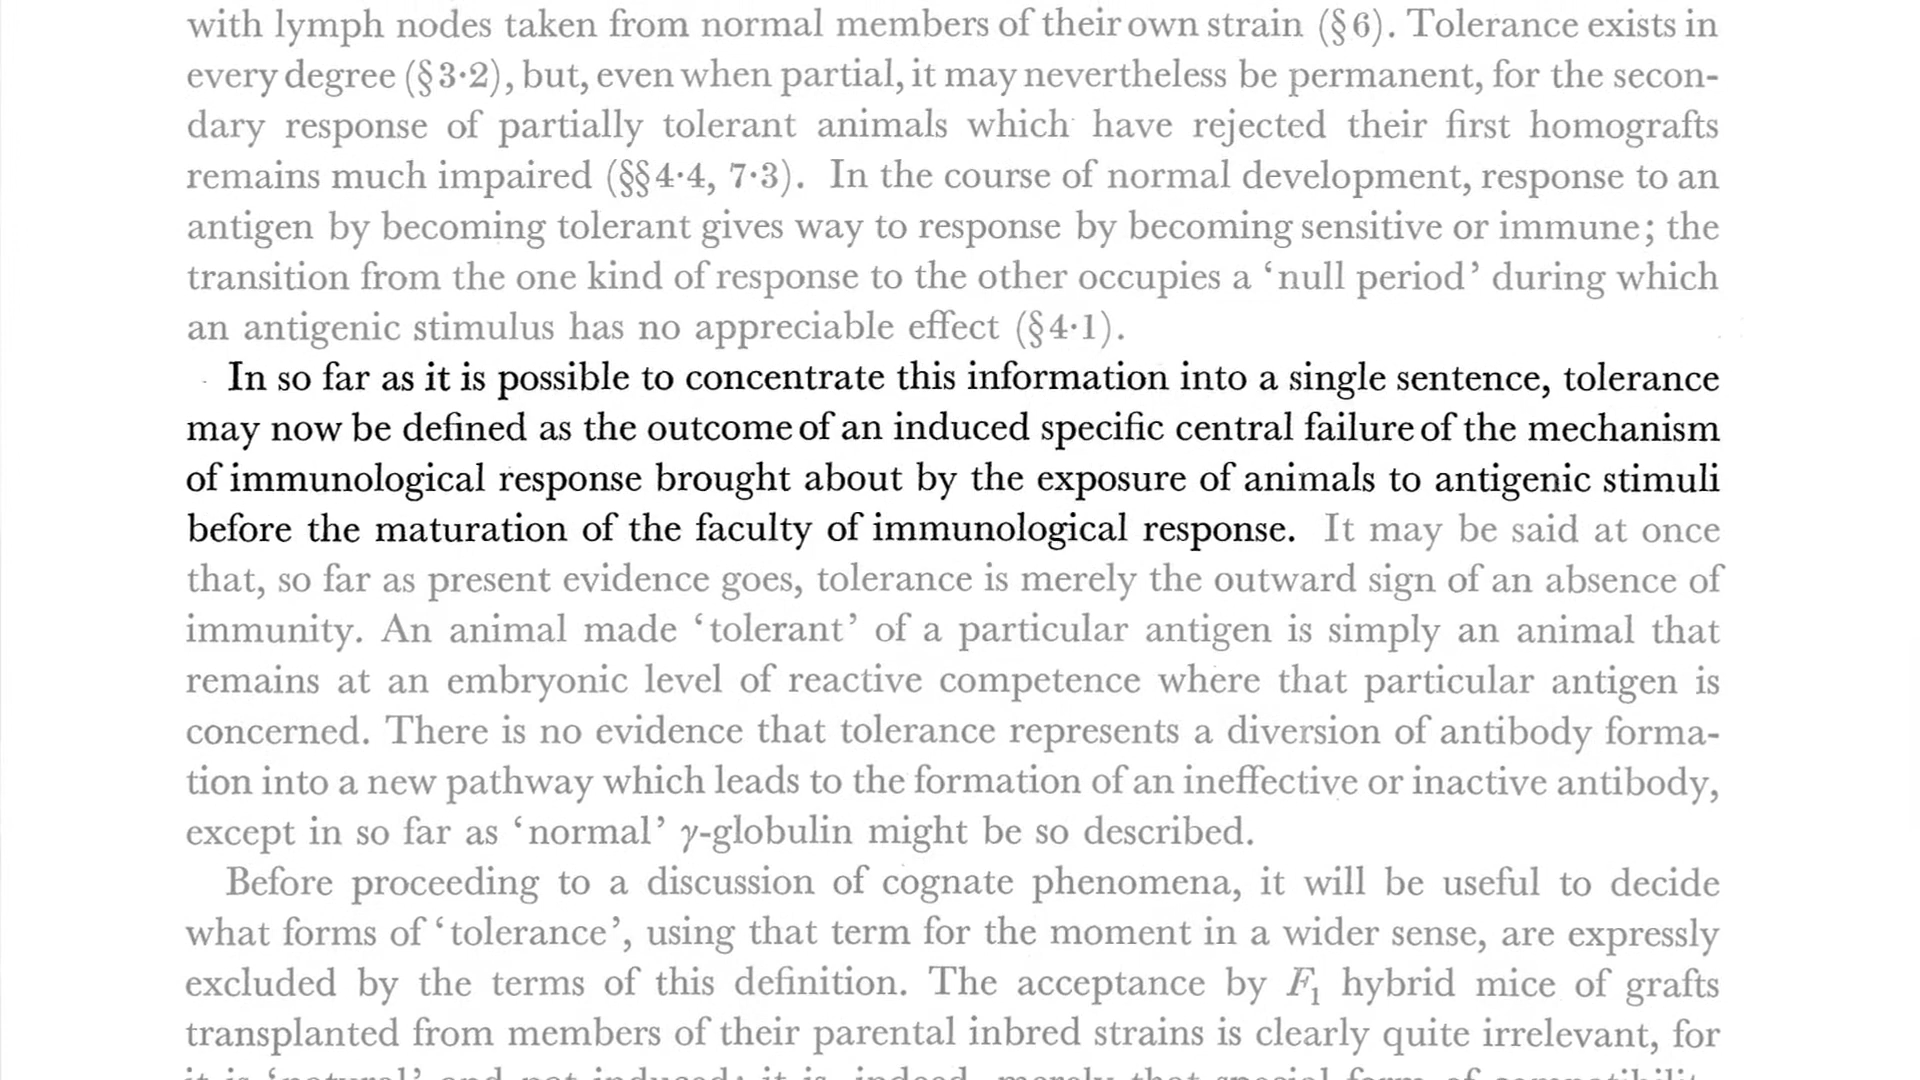 with lymph nodes taken from normal members of their own strain (§ 6). Tolerance exists in
every degree (§ 3·2), but, even when partial, it may nevertheless be permanent, for the secon-
dary response of partially tolerant animals which have rejected their first homografts
remains much impaired (§§ 4·4, 7·3). In the course of normal development, response to an
antigen by becoming tolerant gives way to response by becoming sensitive or immune; the
transition from the one kind of response to the other occupies a ‘null period’ during which
an antigenic stimulus has no appreciable effect (§ 4·1).
In so far as it is possible to concentrate this information into a single sentence, tolerance
may now be defined as the outcome of an induced specific central failure of the mechanism
of immunological response brought about by the exposure of animals to antigenic stimuli
before the maturation of the faculty of immunological response. It may be said at once
that, so far as present evidence goes, tolerance is merely the outward sign of an absence of
immunity. An animal made ‘tolerant’ of a particular antigen is simply an animal that
remains at an embryonic level of reactive competence where that particular antigen is
concerned. There is no evidence that tolerance represents a diversion of antibody forma-
tion into a new pathway which leads to the formation of an ineffective or inactive antibody,
except in so far as ‘normal’ γ-globulin might be so described.
Before proceeding to a discussion of cognate phenomena, it will be useful to decide
what forms of ‘tolerance’, using that term for the moment in a wider sense, are expressly
excluded by the terms of this definition. The acceptance by F₁ hybrid mice of grafts
transplanted from members of their parental inbred strains is clearly quite irrelevant, for
it is ‘natural’ and not induced; it is, indeed, merely that special form of